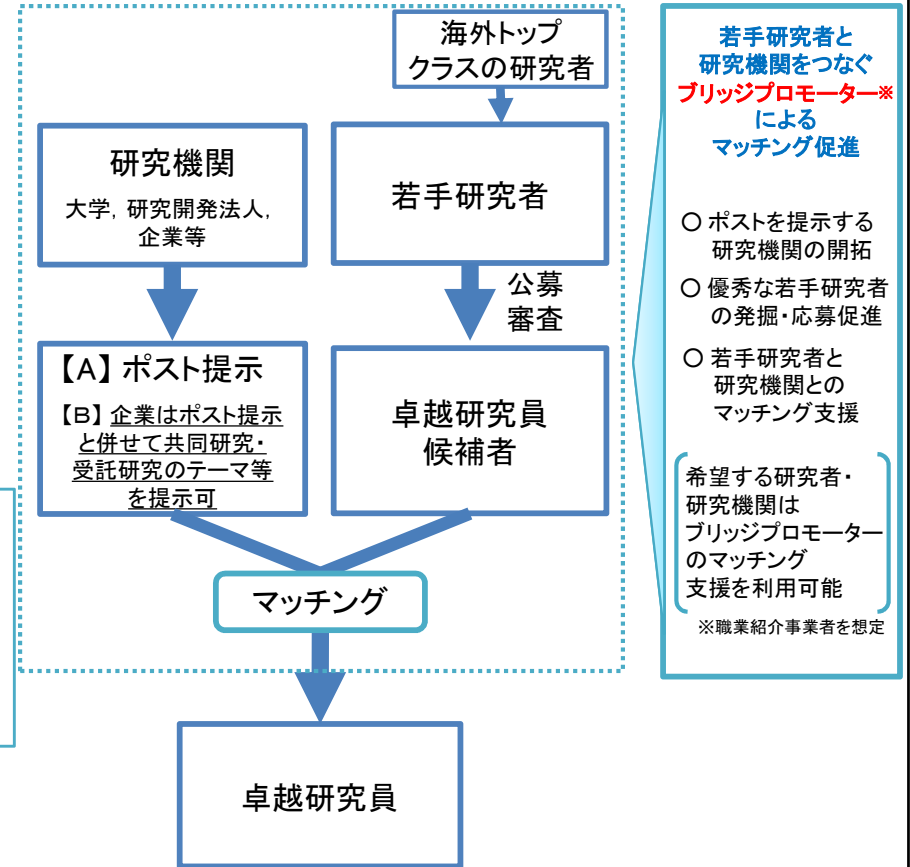 海外トップ
クラスの研究者
研究機関
大学，研究開発法人，
企業等
若手研究者
公募
審査
【Ａ】ポスト提示
【Ｂ】企業はポスト提示
と併せて共同研究・
受託研究のテーマ等
を提示可
卓越研究員
候補者
マッチング
卓越研究員
若手研究者と
研究機関をつなぐ
ブリッジプロモーター※
による
マッチング促進
○ ポストを提示する
研究機関の開拓
○ 優秀な若手研究者
の発掘・応募促進
○ 若手研究者と
研究機関との
マッチング支援
希望する研究者・
研究機関は
ブリッジプロモーター
のマッチング
支援を利用可能
※職業紹介事業者を想定